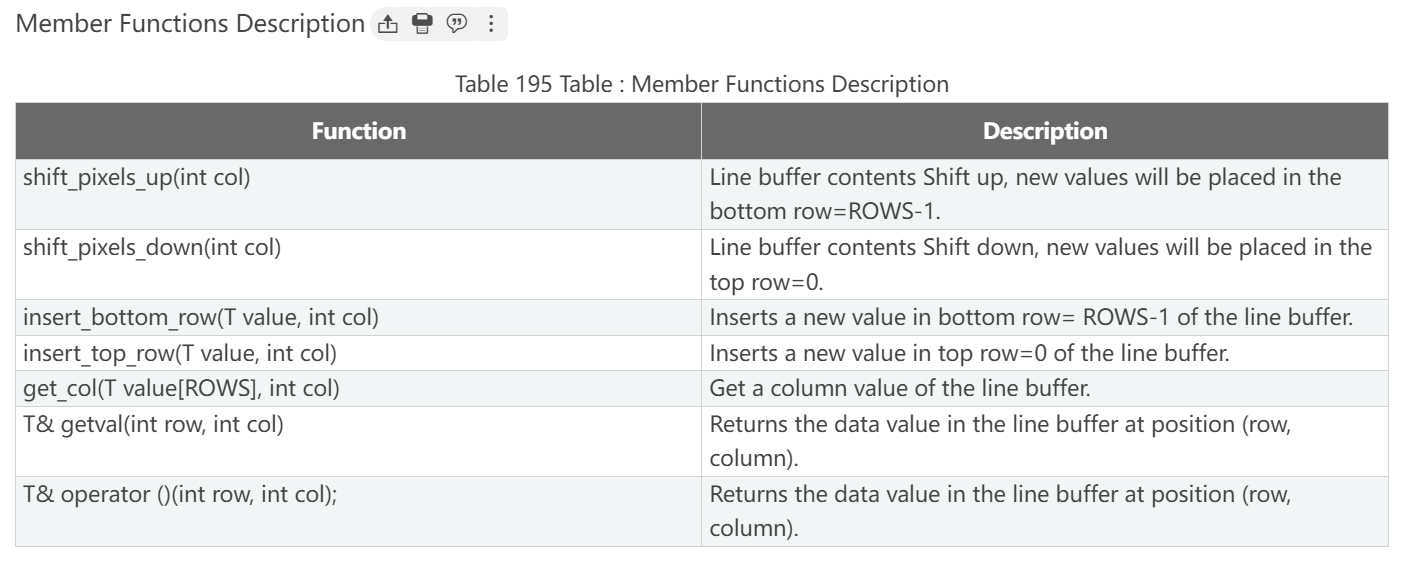 Member Functions Description
Table 195 Table : Member Functions Description
Function
Description
shift_pixels_up(int col)
Line buffer contents Shift up, new values will be placed in the
bottom row=ROWS-1.
shift_pixels_down(int col)
Line buffer contents Shift down, new values will be placed in the
top row=0.
insert_bottom_row(T value, int col)
Inserts a new value in bottom row= ROWS-1 of the line buffer.
insert_top_row(T value, int col)
Inserts a new value in top row=0 of the line buffer.
get_col(T value[ROWS], int col)
Get a column value of the line buffer.
T& getval(int row, int col)
Returns the data value in the line buffer at position (row,
column).
T& operator ()(int row, int col);
Returns the data value in the line buffer at position (row,
column).